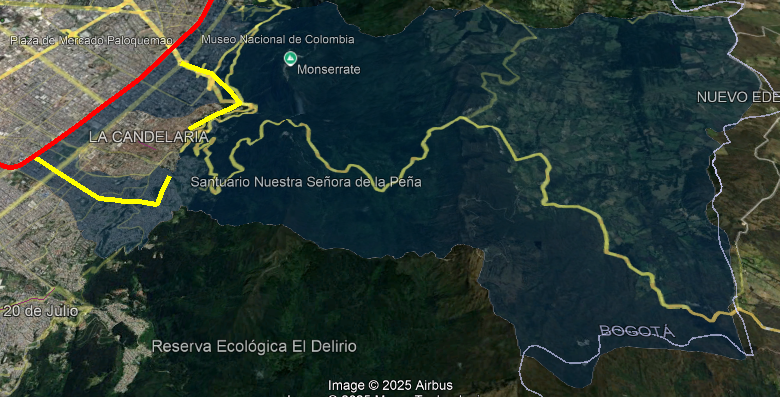 Plaza de Mercado Paloquemao
Museo Nacional de Colombia
Monserrate
NUEVO EDE
LA CANDELARIA
Santuario Nuestra Señora de la Peña
20 de Julio
BOGOTÁ
Reserva Ecológica El Delirio
Image © 2025 Airbus